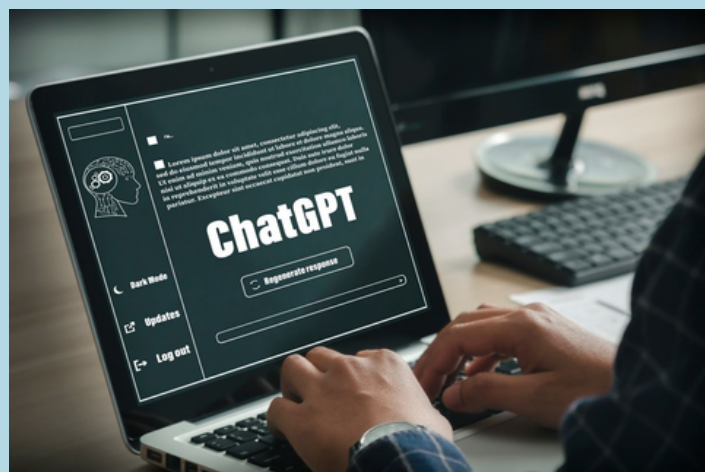 Lorem ipsum dolor sit amet, consectetur adipiscing elit,
sed do eiusmod tempor incididunt ut labore et dolore magna aliqua.
Ut enim ad minim veniam, quis nostrud exercitation ullamco laboris
nisi ut aliquip ex ea commodo consequat. Duis aute irure dolor
in reprehenderit in voluptate velit esse cillum dolore eu fugiat nulla
pariatur. Excepteur sint occaecat cupidatat non proident, sunt in
ChatGPT
Regenerate response
Dark Mode
Updates
Log out